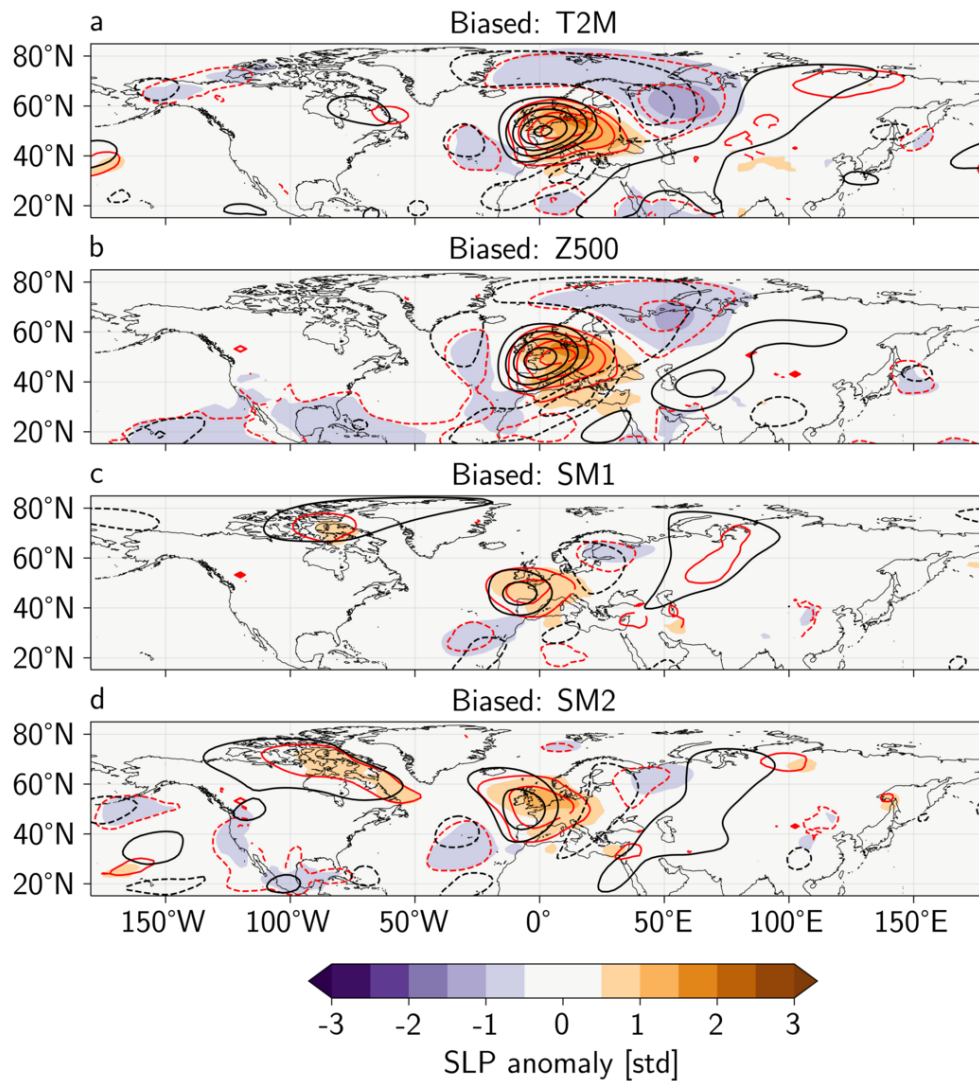 a
Biased: T2M
80°N
60°N
40°N
20°N
b
Biased: Z500
80°N
60°N
40°N
20°N
c
Biased: SM1
80°N
60°N
40°N
20°N
d
Biased: SM2
80°N
60°N
40°N
20°N
150°W 100°W 50°W 0° 50°E 100°E 150°E
-3 -2 -1 0 1 2 3
SLP anomaly [std]